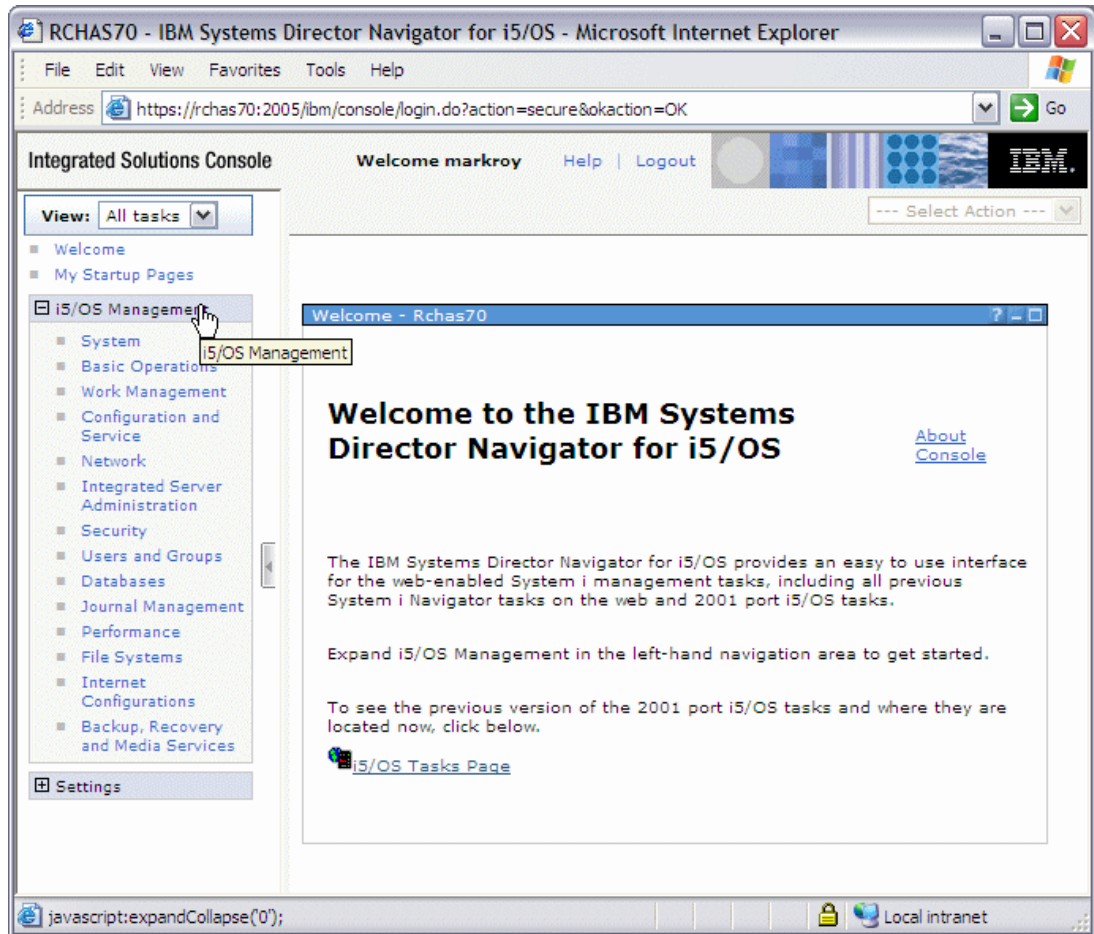 RCHAS70 - IBM Systems Director Navigator for i5/OS - Microsoft Internet Explorer
File Edit View Favorites Tools Help
Address https://rchas70:2005/ibm/console/login.do?action=secure&okaction=OK Go
Integrated Solutions Console Welcome markroy Help | Logout IBM.
View: All tasks --- Select Action ---
Welcome
My Startup Pages
i5/OS Management
System
i5/OS Management
Basic Operations
Work Management
Configuration and
Service
Network
Integrated Server
Administration
Security
Users and Groups
Databases
Journal Management
Performance
File Systems
Internet
Configurations
Backup, Recovery
and Media Services
Settings
Welcome - Rchas70 ?
Welcome to the IBM Systems
Director Navigator for i5/OS
About
Console
The IBM Systems Director Navigator for i5/OS provides an easy to use interface
for the web-enabled System i management tasks, including all previous
System i Navigator tasks on the web and 2001 port i5/OS tasks.
Expand i5/OS Management in the left-hand navigation area to get started.
To see the previous version of the 2001 port i5/OS tasks and where they are
located now, click below.
i5/OS Tasks Page
javascript:expandCollapse('0'); Local intranet